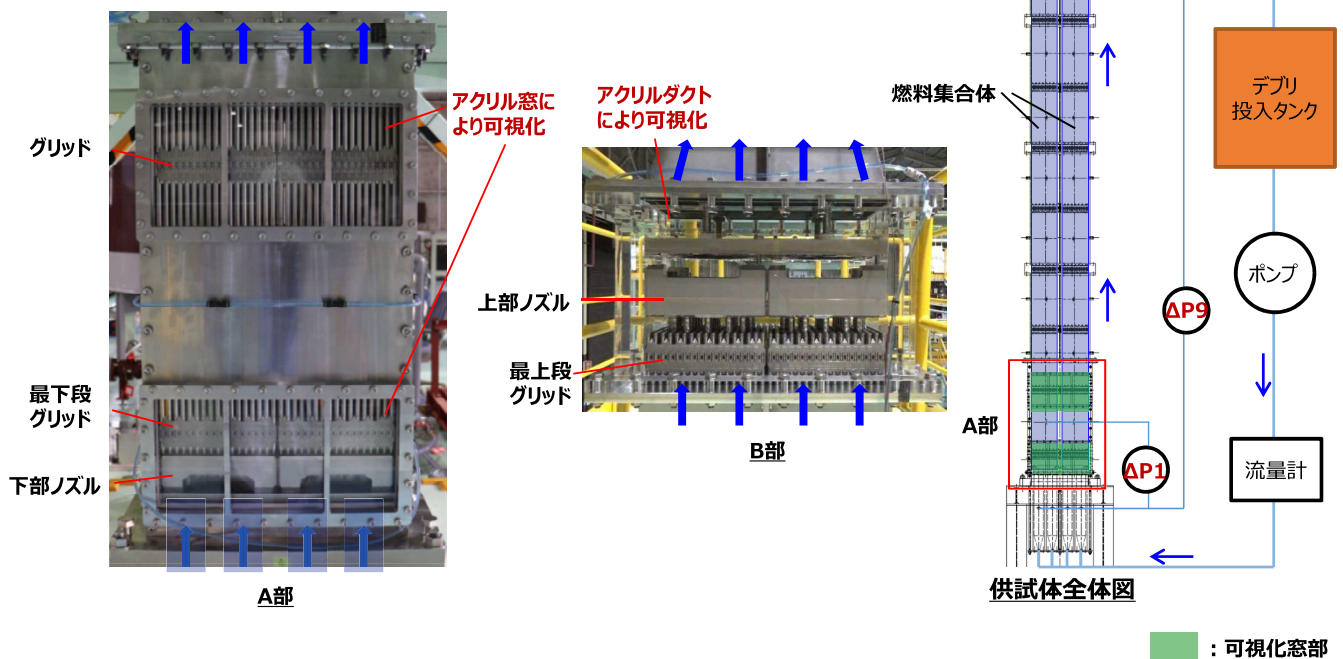 アクリル窓に
より可視化
グリッド
最下段
グリッド
下部ノズル
A部
アクリルダクト
により可視化
上部ノズル
最上段
グリッド
B部
燃料集合体
デブリ
投入タンク
ポンプ
ΔP9
A部
ΔP1
流量計
供試体全体図
：可視化窓部